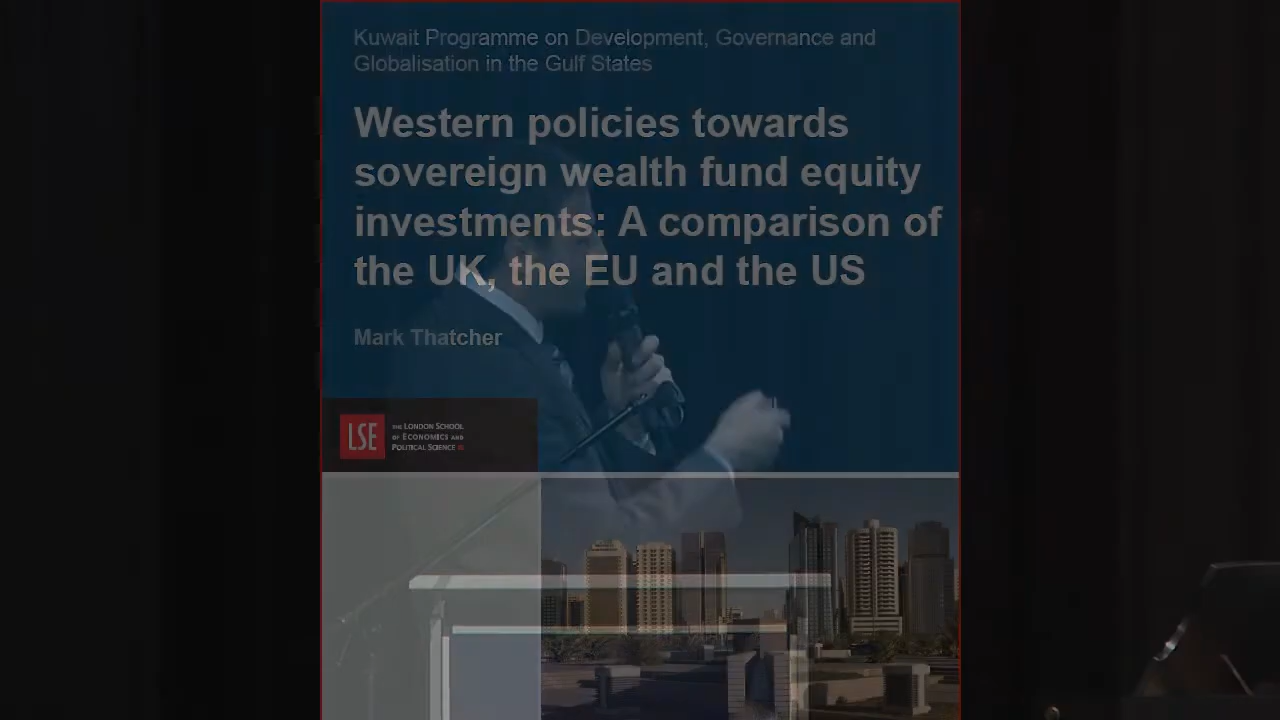 Kuwait Programme on Development, Governance and
Globalisation in the Gulf States
Western policies towards
sovereign wealth fund equity
investments: A comparison of
the UK, the EU and the US
Mark Thatcher
LSE
THE LONDON SCHOOL
OF ECONOMICS AND
POLITICAL SCIENCE